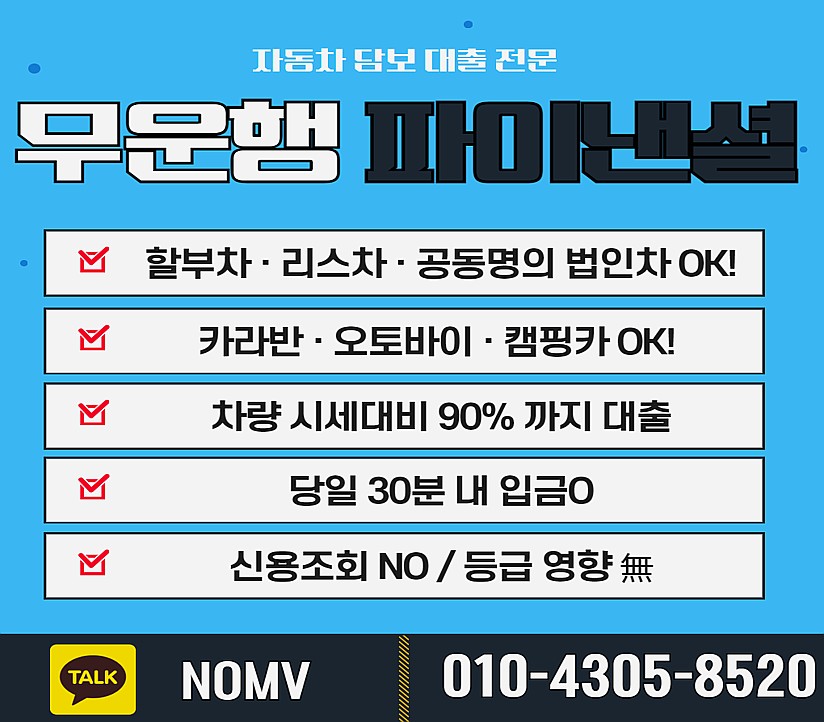 자동차 담보 대출 전문
무운행 파이낸셜
할부차 · 리스차 · 공동명의 법인차 OK!
카라반 · 오토바이 · 캠핑카 OK!
차량 시세대비 90% 까지 대출
당일 30분 내 입금O
신용조회 NO / 등급 영향 無
TALK NOMV 010-4305-8520